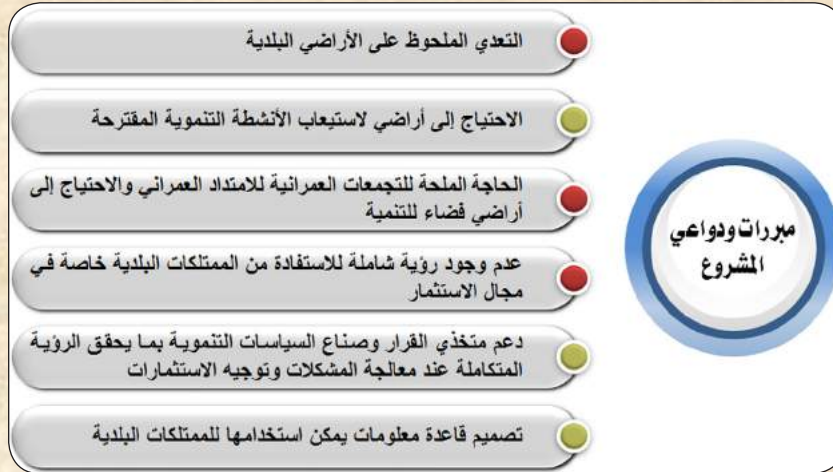 مبررات ودواعي
المشروع
التعدي الملحوظ على الأراضي البلدية
الاحتياج إلى أراضي لاستيعاب الأنشطة التنموية المقترحة
الحاجة الملحة للتجمعات العمرانية للامتداد العمراني والاحتياج إلى
أراضي فضاء للتنمية
عدم وجود رؤية شاملة للاستفادة من الممتلكات البلدية خاصة في
مجال الاستثمار
دعم متخذي القرار وصناع السياسات التنموية بما يحقق الرؤية
المتكاملة عند معالجة المشكلات وتوجيه الاستثمارات
تصميم قاعدة معلومات يمكن استخدامها للممتلكات البلدية